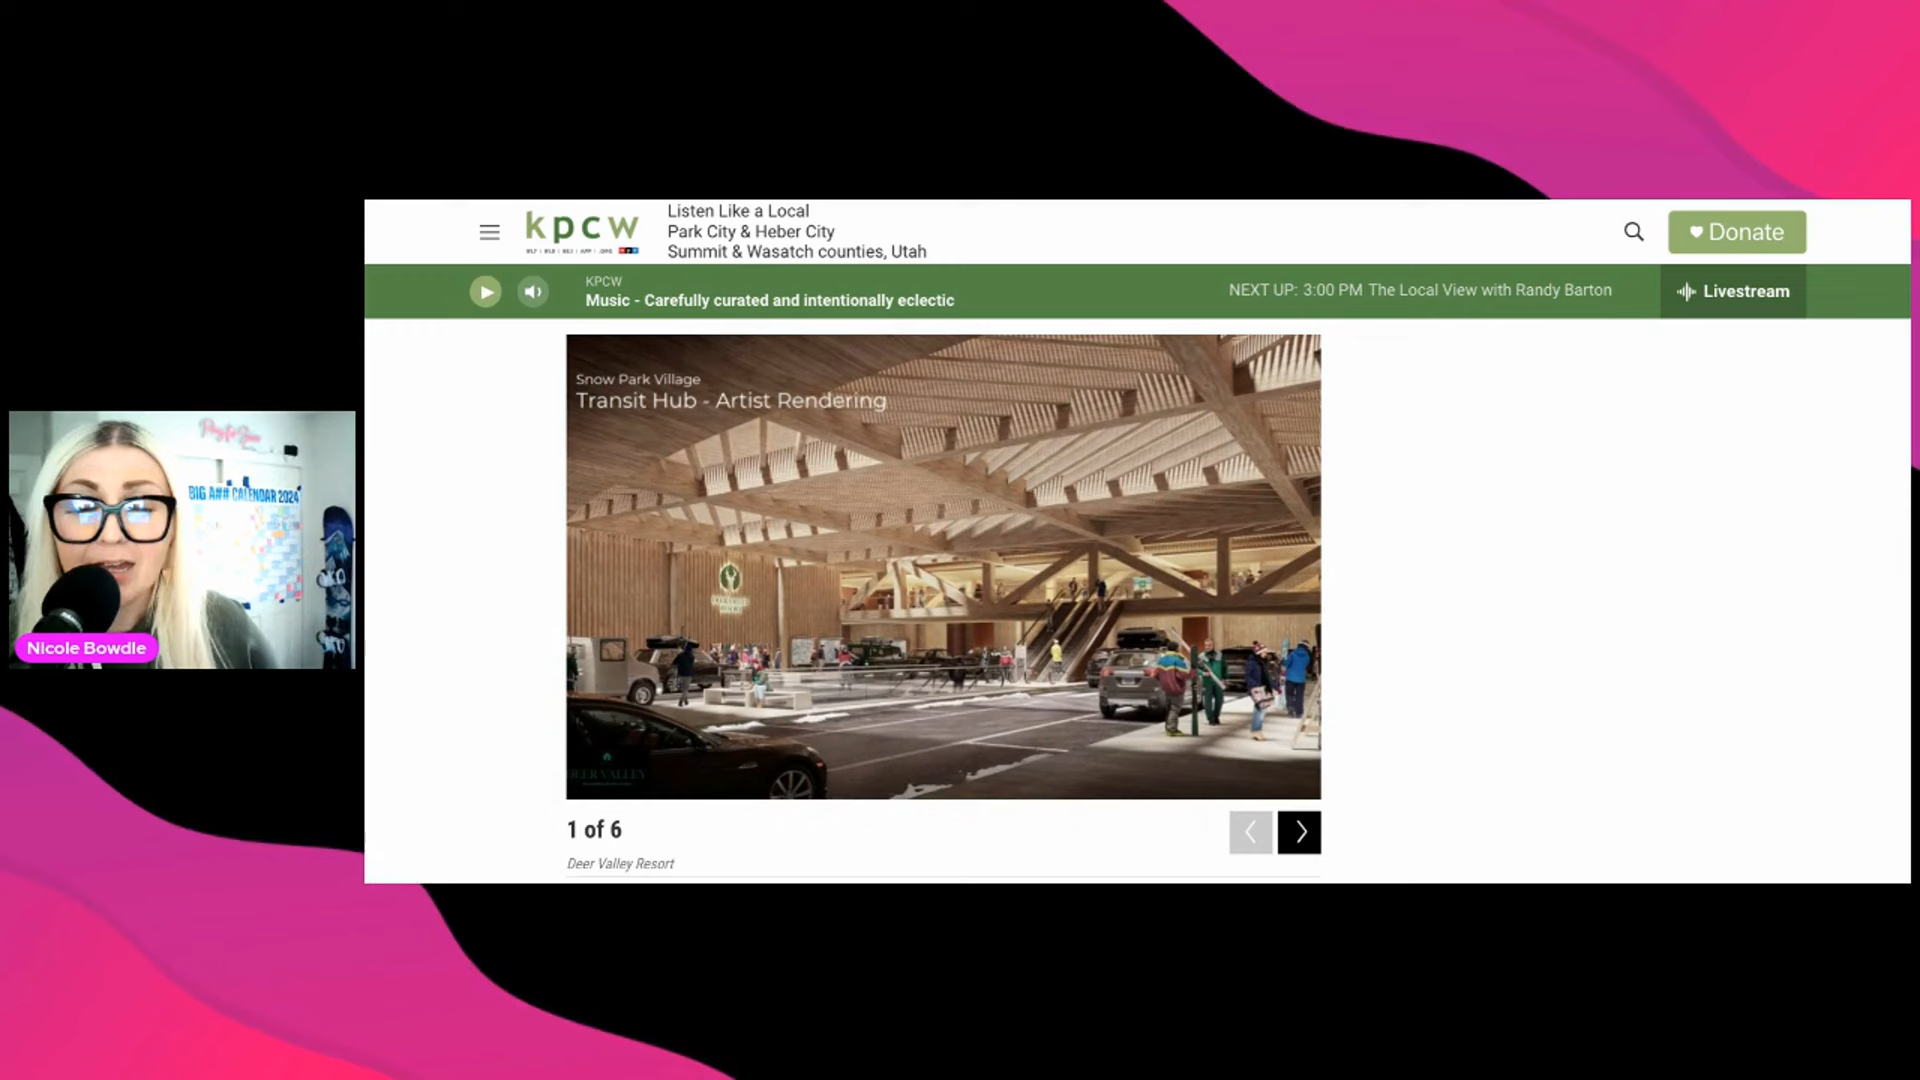 kpcw
Listen Like a Local
Park City & Heber City
Summit & Wasatch counties, Utah
Donate
KPCW
Music - Carefully curated and intentionally eclectic
NEXT UP: 3:00 PM The Local View with Randy Barton
Livestream
Snow Park Village
Transit Hub - Artist Rendering
BIG A## CALENDAR 2024
Nicole Bowdle
DEER VALLEY
1 of 6
Deer Valley Resort